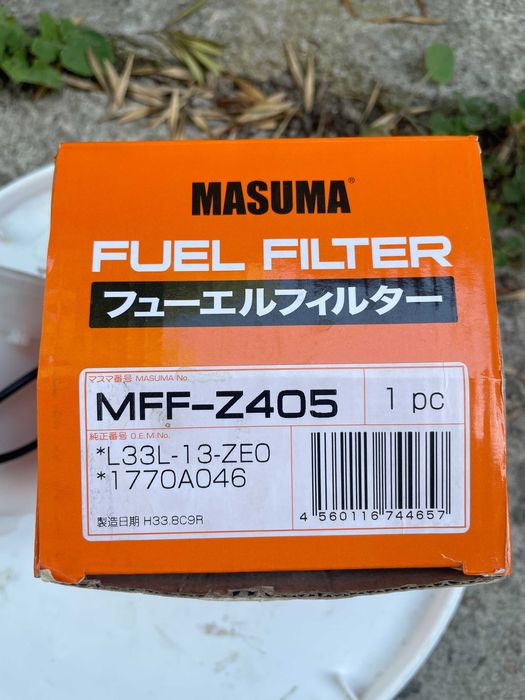 MASUMA®
FUEL FILTER
フューエルフィルター
マスマ番号 MASUMA No.
MFF-Z405
1 pc
純正番号 O.E.M.No.
*L33L-13-ZE0
*1770A046
製造日期 H33.8C9R
4 560116 744657